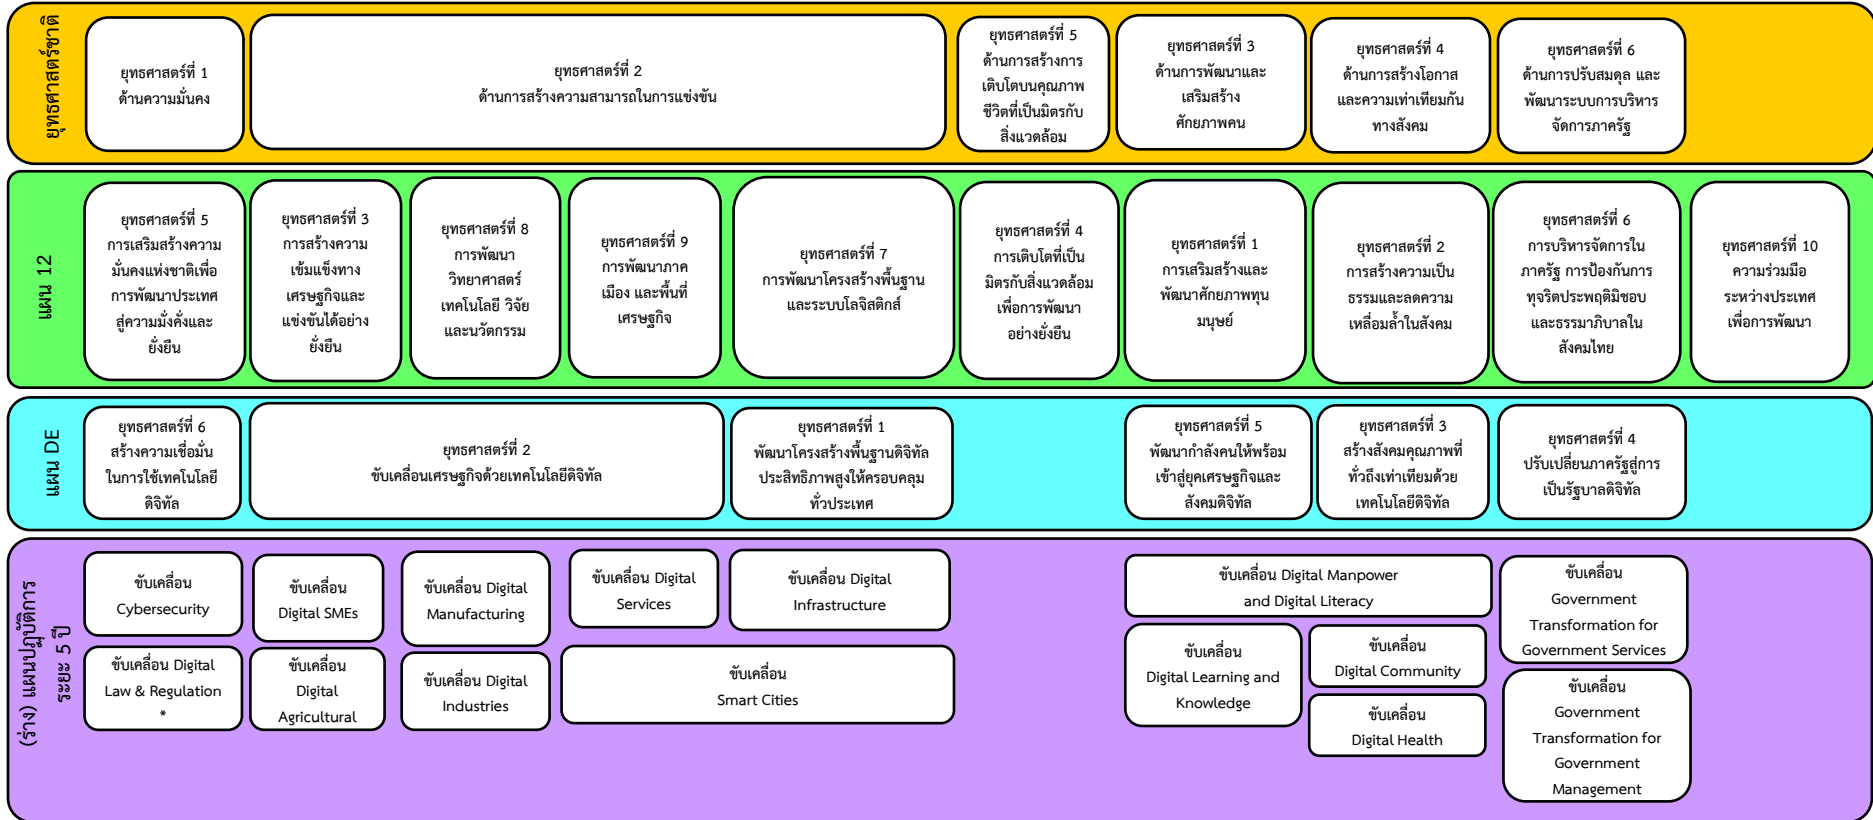 ยุทธศาสตร์ชาติ
ยุทธศาสตร์ที่ 1
ด้านความมั่นคง
ยุทธศาสตร์ที่ 2
ด้านการสร้างความสามารถในการแข่งขัน
ยุทธศาสตร์ที่ 5
ด้านการสร้างการ
เติบโตบนคุณภาพ
ชีวิตที่เป็นมิตรกับ
สิ่งแวดล้อม
ยุทธศาสตร์ที่ 3
ด้านการพัฒนาและ
เสริมสร้าง
ศักยภาพคน
ยุทธศาสตร์ที่ 4
ด้านการสร้างโอกาส
และความเท่าเทียมกัน
ทางสังคม
ยุทธศาสตร์ที่ 6
ด้านการปรับสมดุล และ
พัฒนาระบบการบริหาร
จัดการภาครัฐ
แผน 12
ยุทธศาสตร์ที่ 5
การเสริมสร้างความ
มั่นคงแห่งชาติเพื่อ
การพัฒนาประเทศ
สู่ความมั่งคั่งและ
ยั่งยืน
ยุทธศาสตร์ที่ 3
การสร้างความ
เข้มแข็งทาง
เศรษฐกิจและ
แข่งขันได้อย่าง
ยั่งยืน
ยุทธศาสตร์ที่ 8
การพัฒนา
วิทยาศาสตร์
เทคโนโลยี วิจัย
และนวัตกรรม
ยุทธศาสตร์ที่ 9
การพัฒนาภาค
เมือง และพื้นที่
เศรษฐกิจ
ยุทธศาสตร์ที่ 7
การพัฒนาโครงสร้างพื้นฐาน
และระบบโลจิสติกส์
ยุทธศาสตร์ที่ 4
การเติบโตที่เป็น
มิตรกับสิ่งแวดล้อม
เพื่อการพัฒนา
อย่างยั่งยืน
ยุทธศาสตร์ที่ 1
การเสริมสร้างและ
พัฒนาศักยภาพทุน
มนุษย์
ยุทธศาสตร์ที่ 2
การสร้างความเป็น
ธรรมและลดความ
เหลื่อมล้ำในสังคม
ยุทธศาสตร์ที่ 6
การบริหารจัดการใน
ภาครัฐ การป้องกันการ
ทุจริตประพฤติมิชอบ
และธรรมาภิบาลใน
สังคมไทย
ยุทธศาสตร์ที่ 10
ความร่วมมือ
ระหว่างประเทศ
เพื่อการพัฒนา
แผน DE
ยุทธศาสตร์ที่ 6
สร้างความเชื่อมั่น
ในการใช้เทคโนโลยี
ดิจิทัล
ยุทธศาสตร์ที่ 2
ขับเคลื่อนเศรษฐกิจด้วยเทคโนโลยีดิจิทัล
ยุทธศาสตร์ที่ 1
พัฒนาโครงสร้างพื้นฐานดิจิทัล
ประสิทธิภาพสูงให้ครอบคลุม
ทั่วประเทศ
ยุทธศาสตร์ที่ 5
พัฒนากำลังคนให้พร้อม
เข้าสู่ยุคเศรษฐกิจและ
สังคมดิจิทัล
ยุทธศาสตร์ที่ 3
สร้างสังคมคุณภาพที่
ทั่วถึงเท่าเทียมด้วย
เทคโนโลยีดิจิทัล
ยุทธศาสตร์ที่ 4
ปรับเปลี่ยนภาครัฐสู่การ
เป็นรัฐบาลดิจิทัล
(ร่าง) แผนปฏิบัติการ
ระยะ 5 ปี
ขับเคลื่อน
Cybersecurity
ขับเคลื่อน Digital
Law & Regulation
*
ขับเคลื่อน
Digital SMEs
ขับเคลื่อน
Digital
Agricultural
ขับเคลื่อน Digital
Manufacturing
ขับเคลื่อน Digital
Industries
ขับเคลื่อน Digital
Services
ขับเคลื่อน Digital
Infrastructure
ขับเคลื่อน
Smart Cities
ขับเคลื่อน Digital Manpower
and Digital Literacy
ขับเคลื่อน
Digital Learning and
Knowledge
ขับเคลื่อน
Digital Community
ขับเคลื่อน
Digital Health
ขับเคลื่อน
Government
Transformation for
Government Services
ขับเคลื่อน
Government
Transformation for
Government
Management